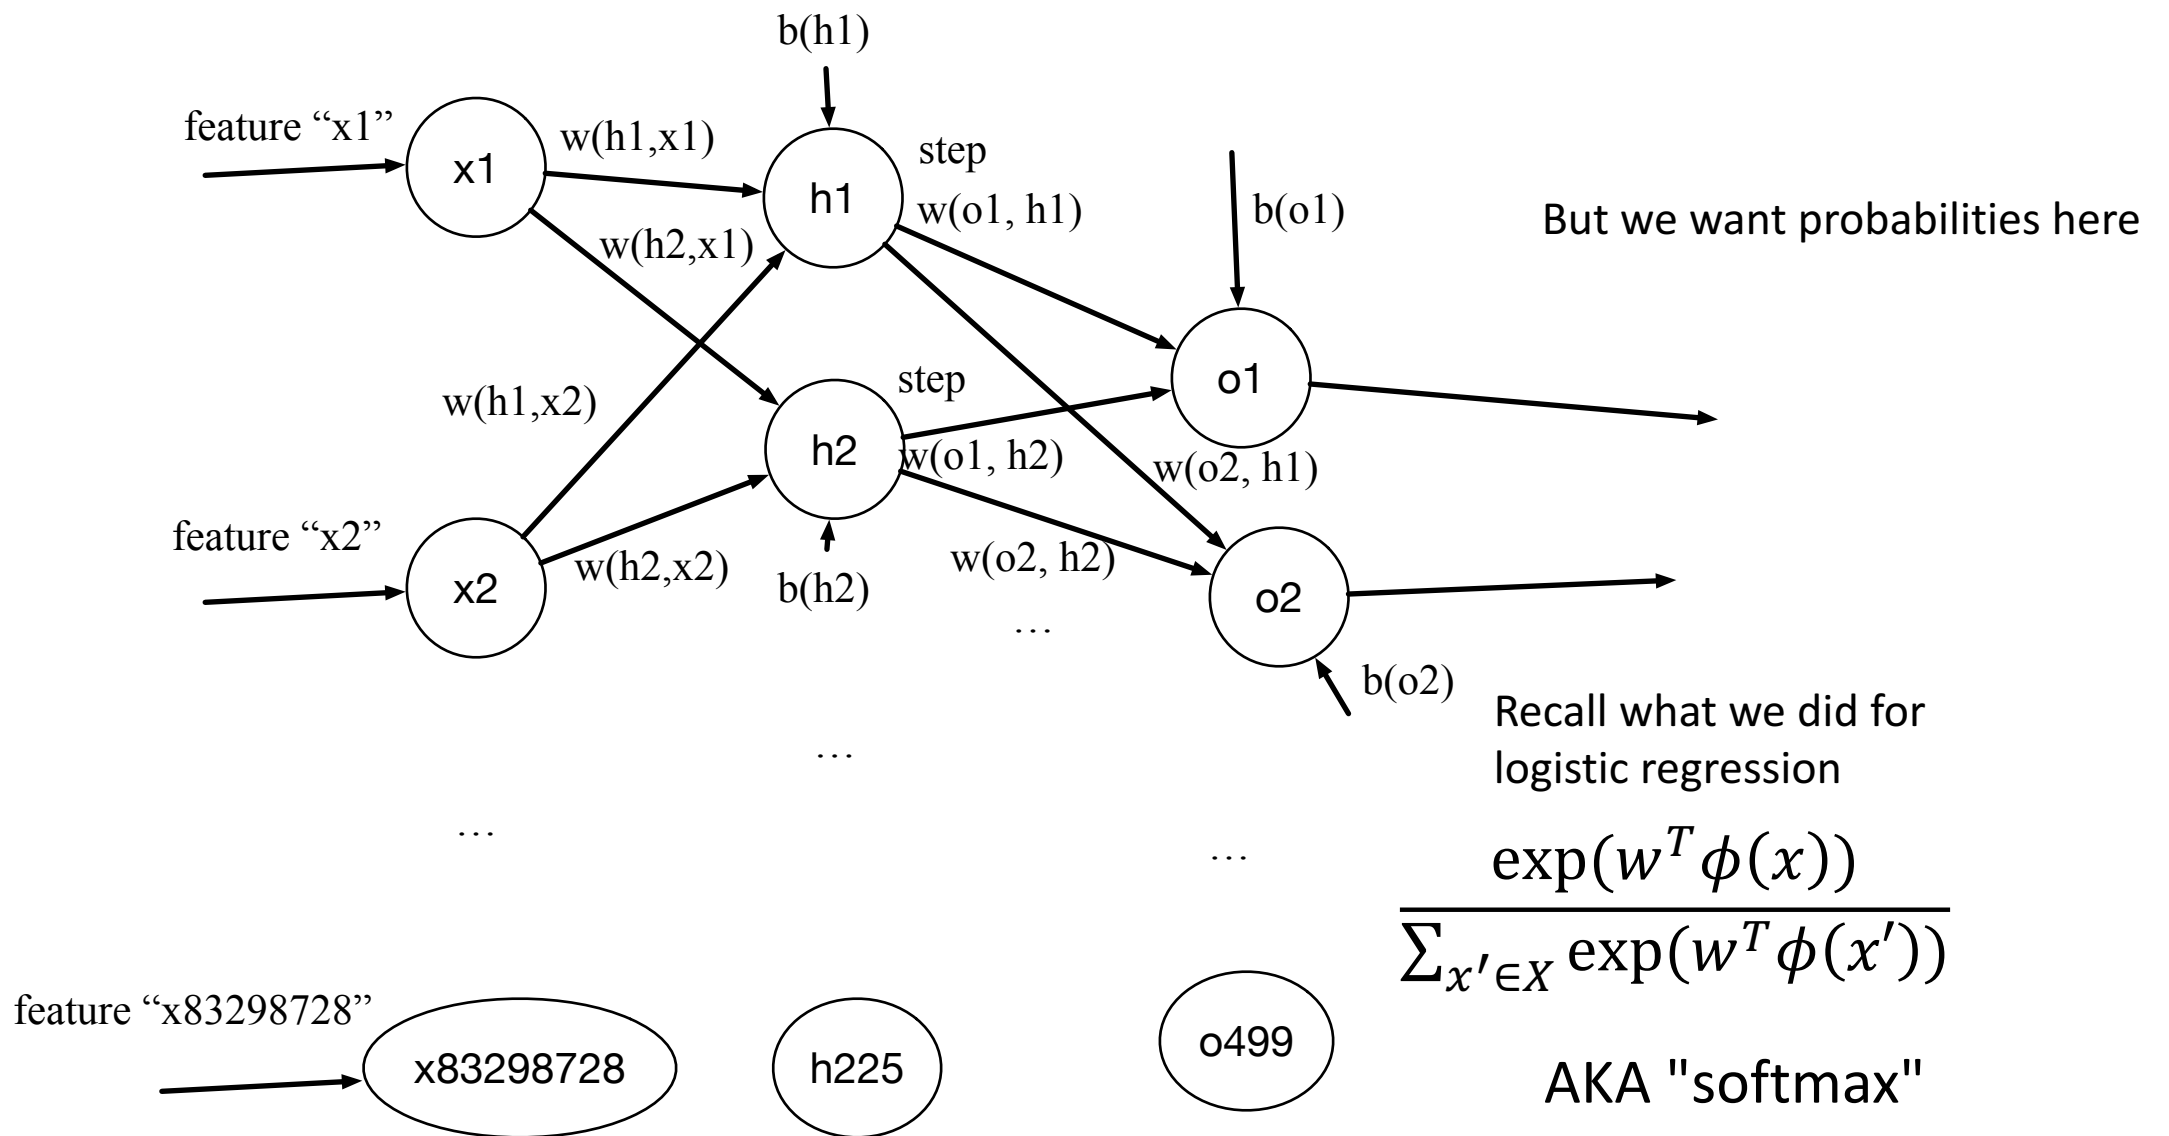 b(h1)
feature “x1”
x1
w(h1,x1)
h1
step
w(o1, h1)
b(o1)
But we want probabilities here
w(h2,x1)
w(h1,x2)
h2
step
w(o1, h2)
o1
w(o2, h1)
feature “x2”
x2
w(h2,x2)
b(h2)
w(o2, h2)
…
o2
b(o2)
Recall what we did for
logistic regression
…
…
…
exp(w^T ϕ(x))
∑_{x′∈X} exp(w^T ϕ(x′))
feature “x83298728”
x83298728
h225
o499
AKA "softmax"